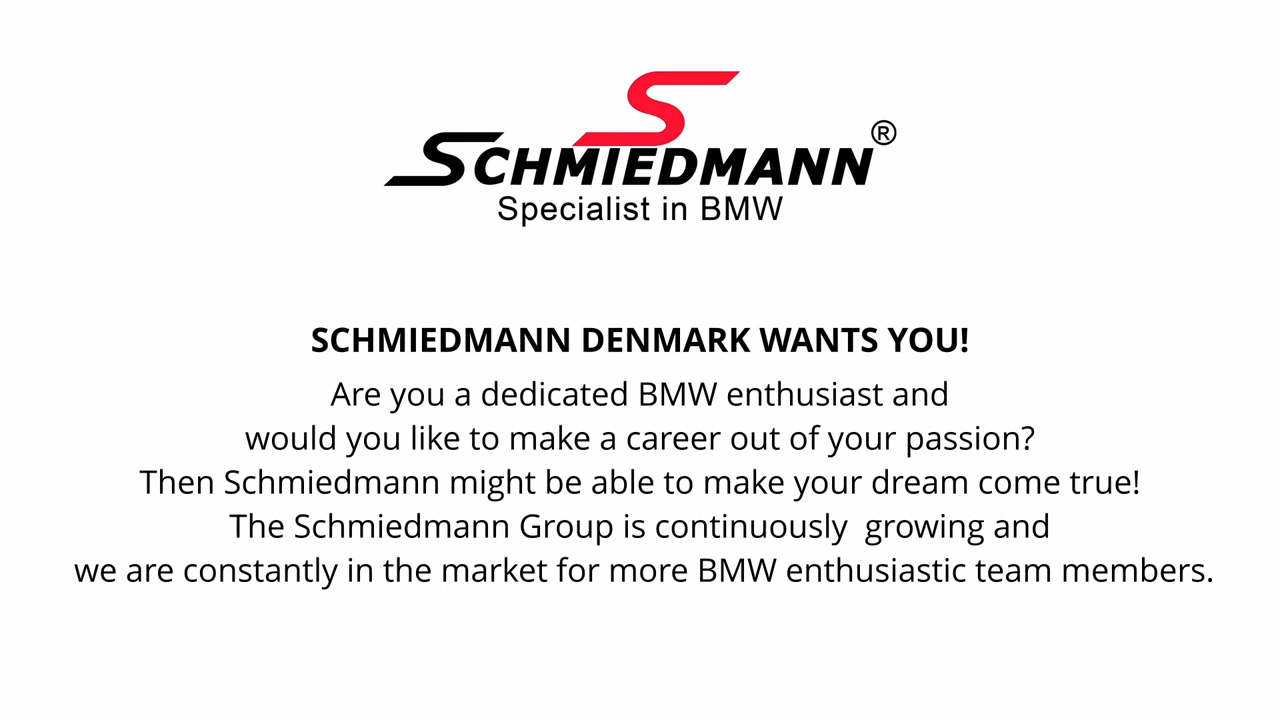 SCHMIEDMANN®
Specialist in BMW
SCHMIEDMANN DENMARK WANTS YOU!
Are you a dedicated BMW enthusiast and
would you like to make a career out of your passion?
Then Schmiedmann might be able to make your dream come true!
The Schmiedmann Group is continuously  growing and
we are constantly in the market for more BMW enthusiastic team members.